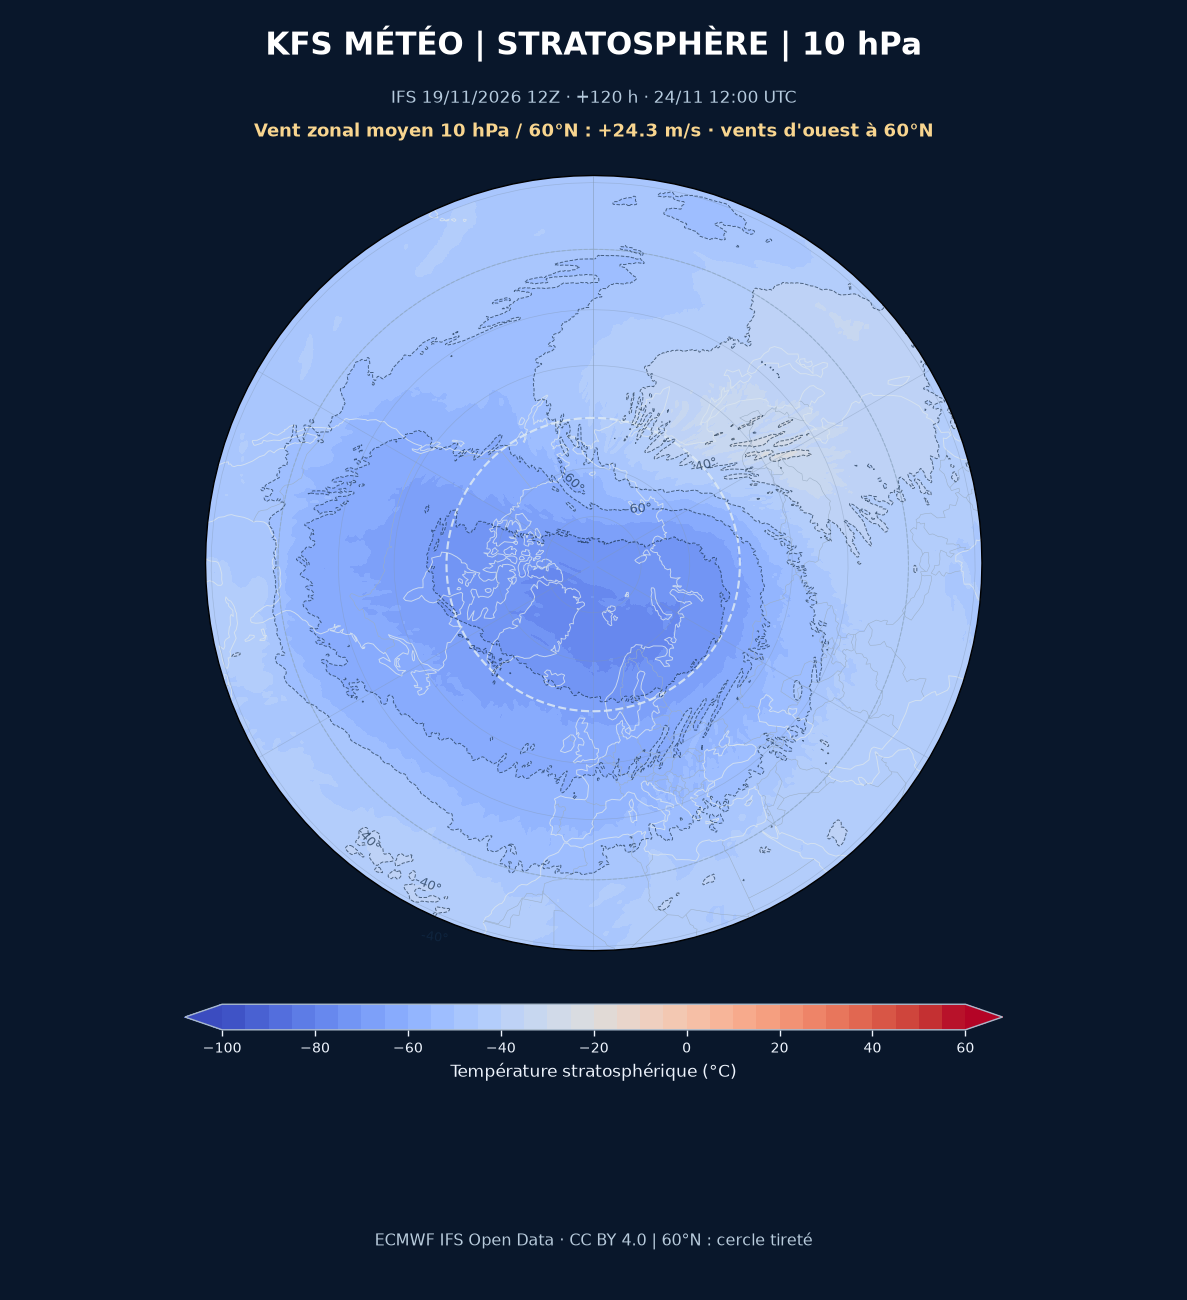 KFS MÉTÉO | STRATOSPHÈRE | 10 hPa
IFS 19/11/2026 12Z · +120 h · 24/11 12:00 UTC
Vent zonal moyen 10 hPa / 60°N : +24.3 m/s · vents d'ouest à 60°N
-40°
-60°
60°
-40°
-40°
-40°
−100 −80 −60 −40 −20 0 20 40 60
Température stratosphérique (°C)
ECMWF IFS Open Data · CC BY 4.0 | 60°N : cercle tireté